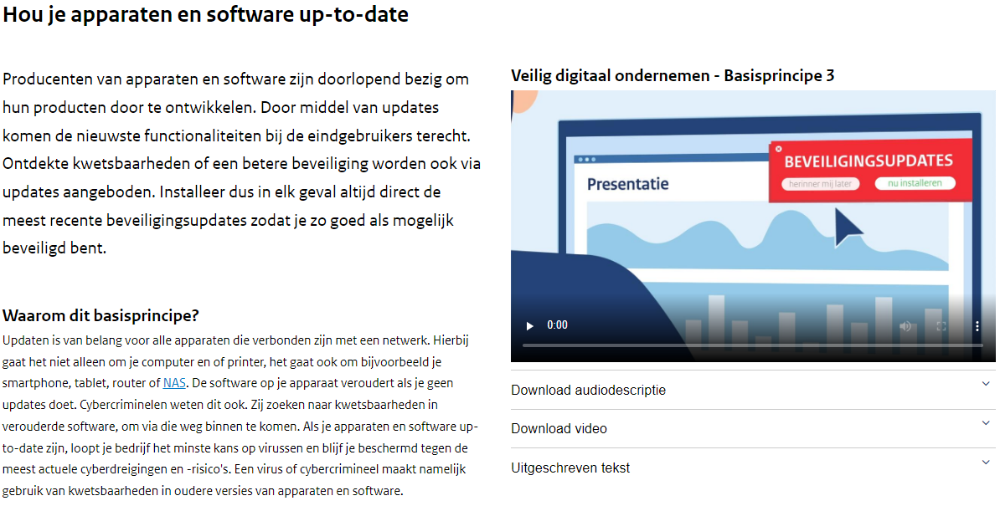 Hou je apparaten en software up-to-date
Producenten van apparaten en software zijn doorlopend bezig om
hun producten door te ontwikkelen. Door middel van updates
komen de nieuwste functionaliteiten bij de eindgebruikers terecht.
Ontdekte kwetsbaarheden of een betere beveiliging worden ook via
updates aangeboden. Installeer dus in elk geval altijd direct de
meest recente beveiligingsupdates zodat je zo goed als mogelijk
beveiligd bent.
Waarom dit basisprincipe?
Updaten is van belang voor alle apparaten die verbonden zijn met een netwerk. Hierbij
gaat het niet alleen om je computer en of printer, het gaat ook om bijvoorbeeld je
smartphone, tablet, router of NAS. De software op je apparaat veroudert als je geen
updates doet. Cybercriminelen weten dit ook. Zij zoeken naar kwetsbaarheden in
verouderde software, om via die weg binnen te komen. Als je apparaten en software up-
to-date zijn, loopt je bedrijf het minste kans op virussen en blijf je beschermd tegen de
meest actuele cyberdreigingen en -risico's. Een virus of cybercrimineel maakt namelijk
gebruik van kwetsbaarheden in oudere versies van apparaten en software.
Veilig digitaal ondernemen - Basisprincipe 3
BEVEILIGINGSUPDATES
herinner mij later nu installeren
Presentatie
0:00
Download audiodescriptie
Download video
Uitgeschreven tekst